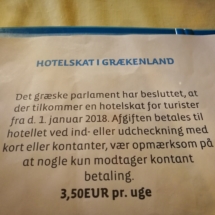 HOTELSKAT I GRÆKENLAND
Det græske parlament har besluttet, at
der tilkommer en hotelskat for turister
fra d. 1. januar 2018. Afgiften betales til
hotellet ved ind- eller udcheckning med
kort eller kontanter, vær opmærksom på
at nogle kun modtager kontant
betaling.
3,50EUR pr. uge